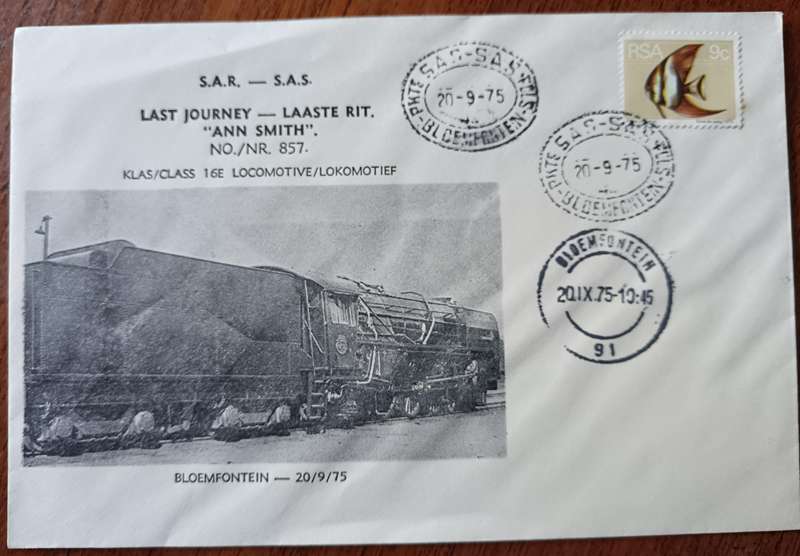 S.A.R. — S.A.S.
LAST JOURNEY — LAASTE RIT.
"ANN SMITH".
NO./NR. 857.
KLAS/CLASS 16E LOCOMOTIVE/LOKOMOTIEF
BLOEMFONTEIN — 20/9/75
S.A.S-S.A.S
20-9-75
BLOEMFONTEIN
RSA 9c
S.A.S-S.A.S
20-9-75
BLOEMFONTEIN
BLOEMFONTEIN
20.IX.75-10:45
91